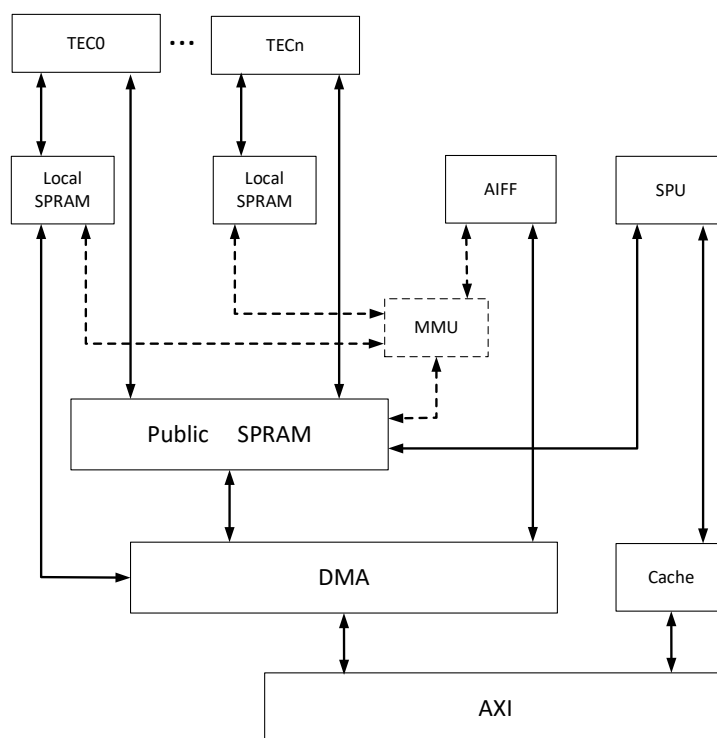 TEC0
...
TECn
Local
SPRAM
Local
SPRAM
AIFF
SPU
MMU
Public SPRAM
DMA
Cache
AXI